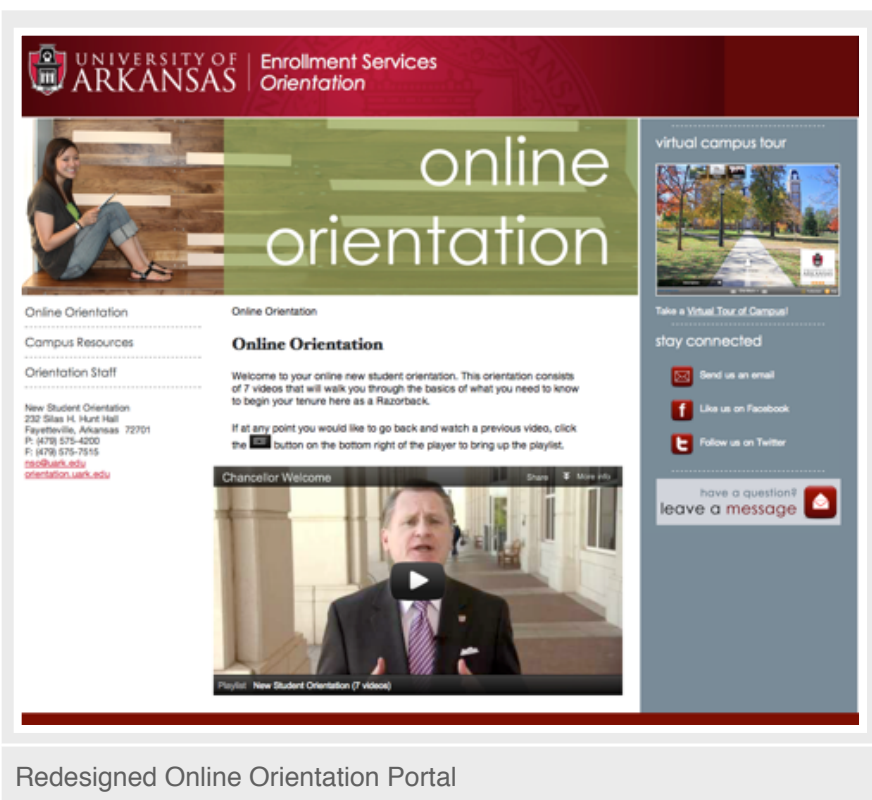 UNIVERSITY OF
ARKANSAS
Enrollment Services
Orientation
online
orientation
Online Orientation
Campus Resources
Orientation Staff
New Student Orientation
232 Silas H. Hunt Hall
Fayetteville, Arkansas 72701
P: (479) 575-4200
F: (479) 575-7515
nso@uark.edu
orientation.uark.edu
Online Orientation
Online Orientation
Welcome to your online new student orientation. This orientation consists
of 7 videos that will walk you through the basics of what you need to know
to begin your tenure here as a Razorback.
If at any point you would like to go back and watch a previous video, click
the button on the bottom right of the player to bring up the playlist.
Chancellor Welcome
Share
More info
Playlist New Student Orientation (7 videos)
virtual campus tour
ARKANSAS
Take a Virtual Tour of Campus!
stay connected
Send us an email
Like us on Facebook
Follow us on Twitter
have a question?
leave a message
Redesigned Online Orientation Portal